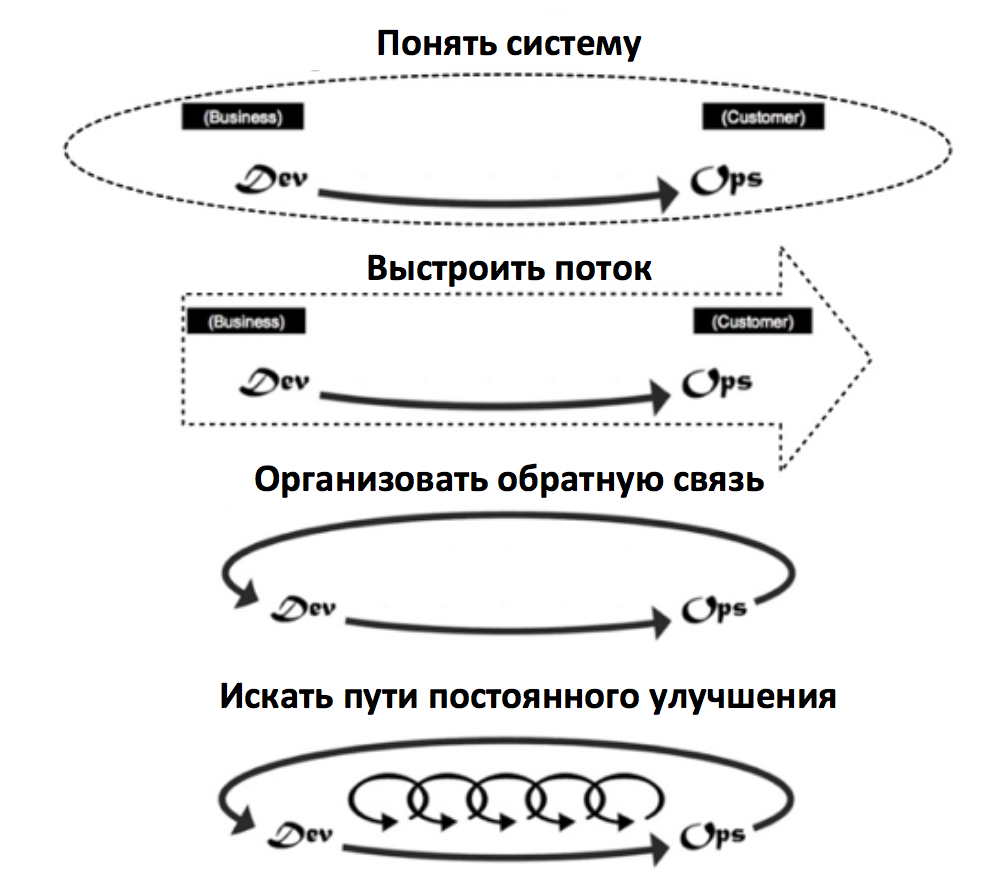 Понять систему
(Business) (Customer)
Dev Ops
Выстроить поток
(Business) (Customer)
Dev Ops
Организовать обратную связь
Dev Ops
Искать пути постоянного улучшения
Dev Ops